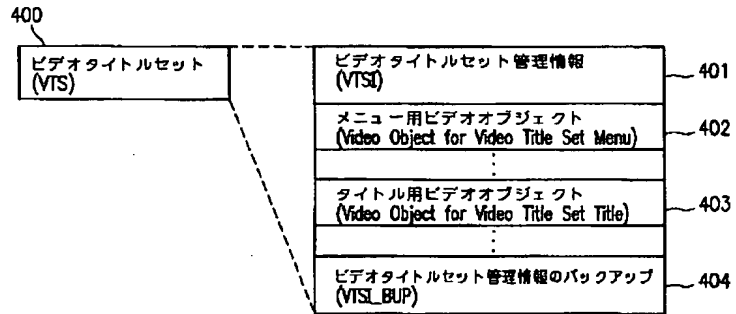 400
ビデオタイトルセット
(VTS)
ビデオタイトルセット管理情報
(VTSI)
401
メニュー用ビデオオブジェクト
(Video Object for Video Title Set Menu)
402
タイトル用ビデオオブジェクト
(Video Object for Video Title Set Title)
403
ビデオタイトルセット管理情報のバックアップ
(VTSI_BUP)
404